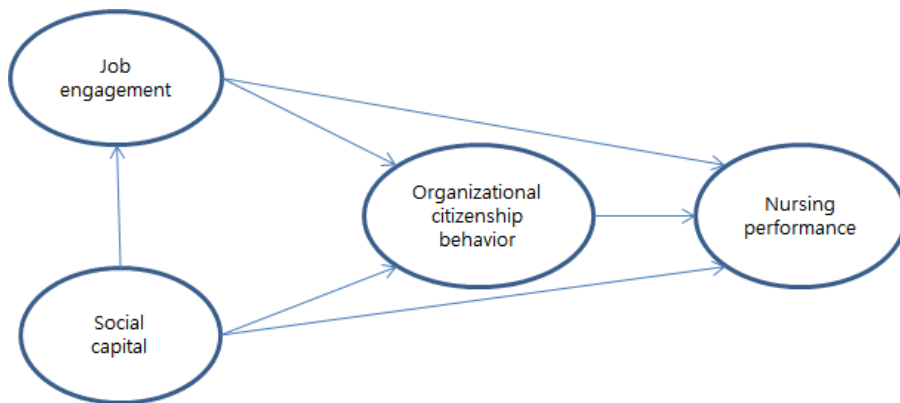 Job
engagement
Organizational
citizenship
behavior
Nursing
performance
Social
capital